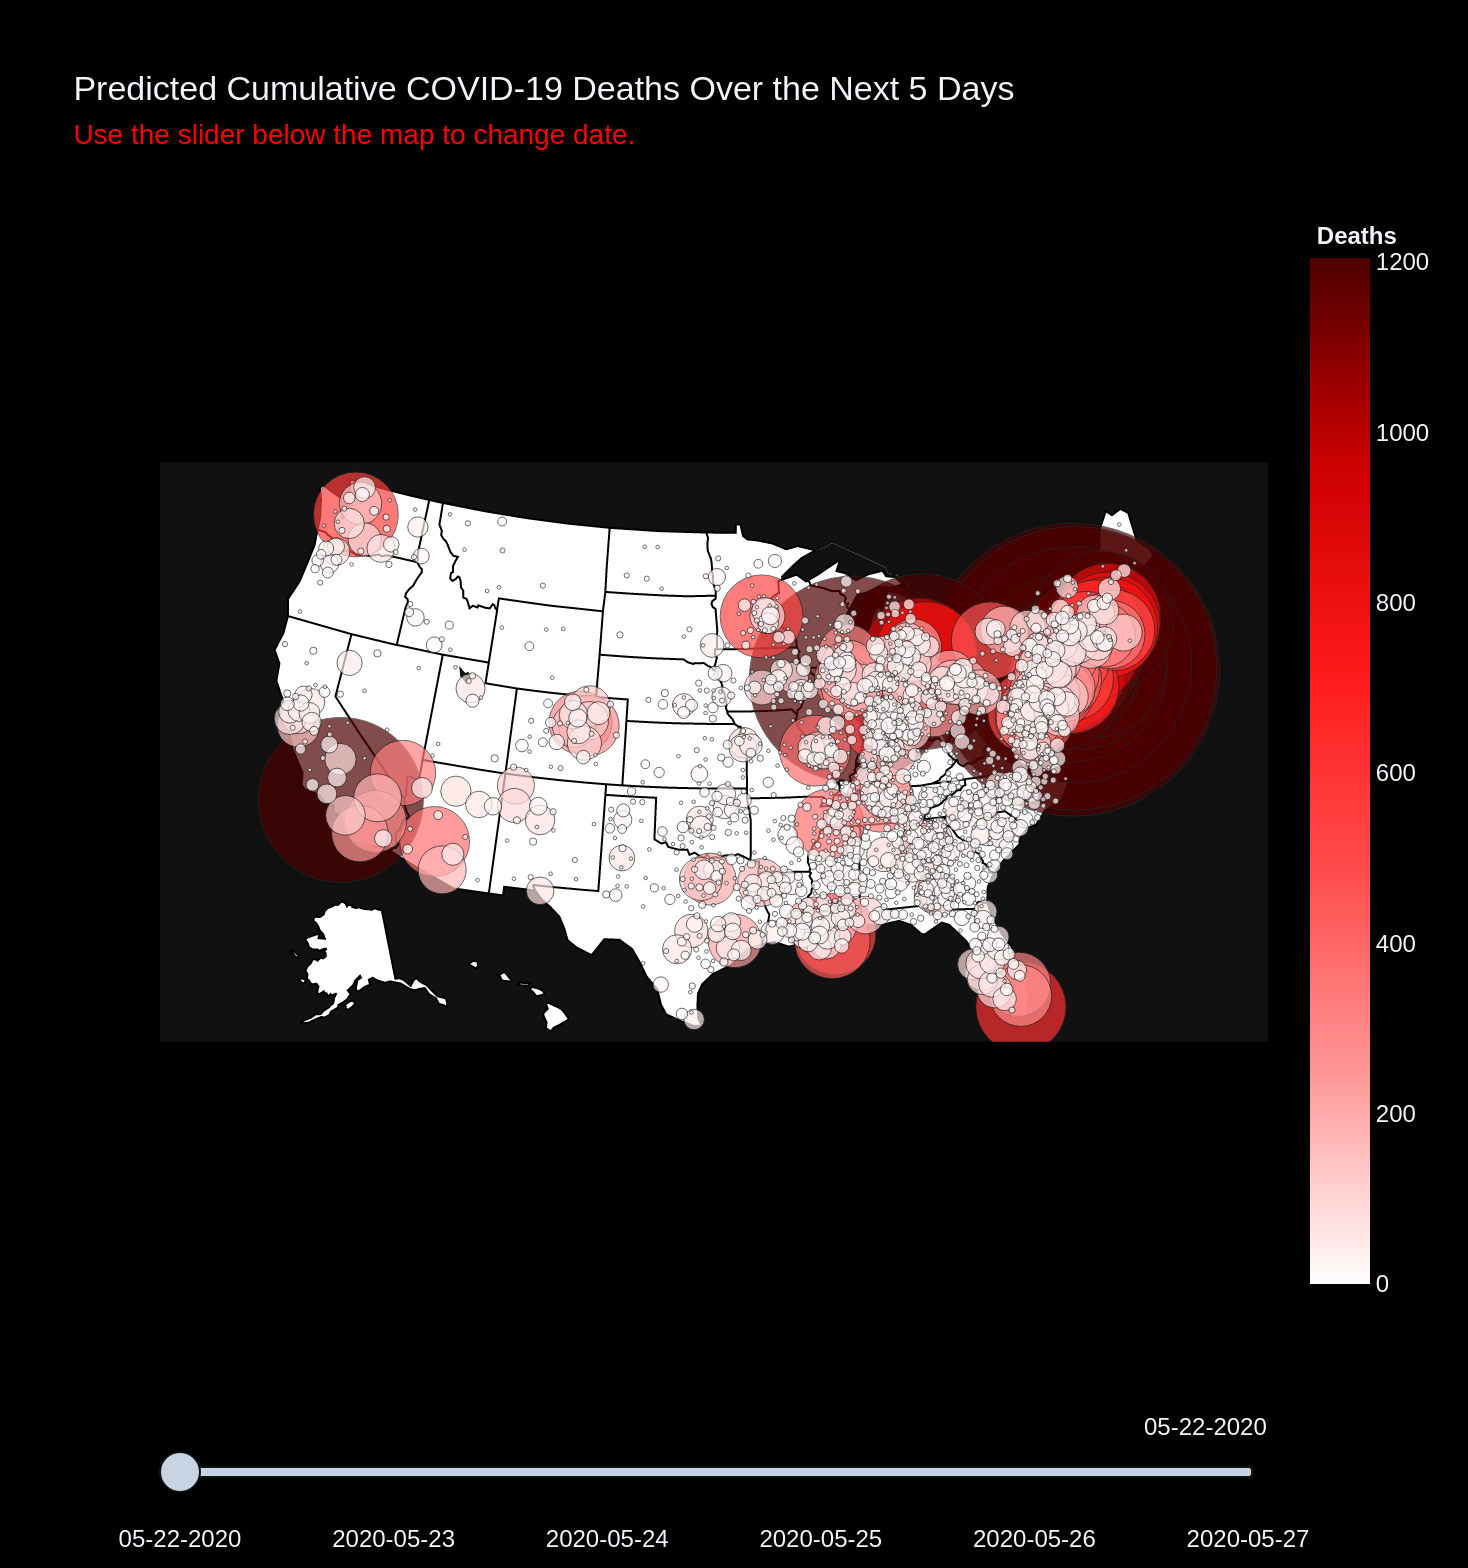 Predicted Cumulative COVID-19 Deaths Over the Next 5 Days
Use the slider below the map to change date.
Deaths
1200
1000
800
600
400
200
0
05-22-2020
05-22-2020 2020-05-23 2020-05-24 2020-05-25 2020-05-26 2020-05-27